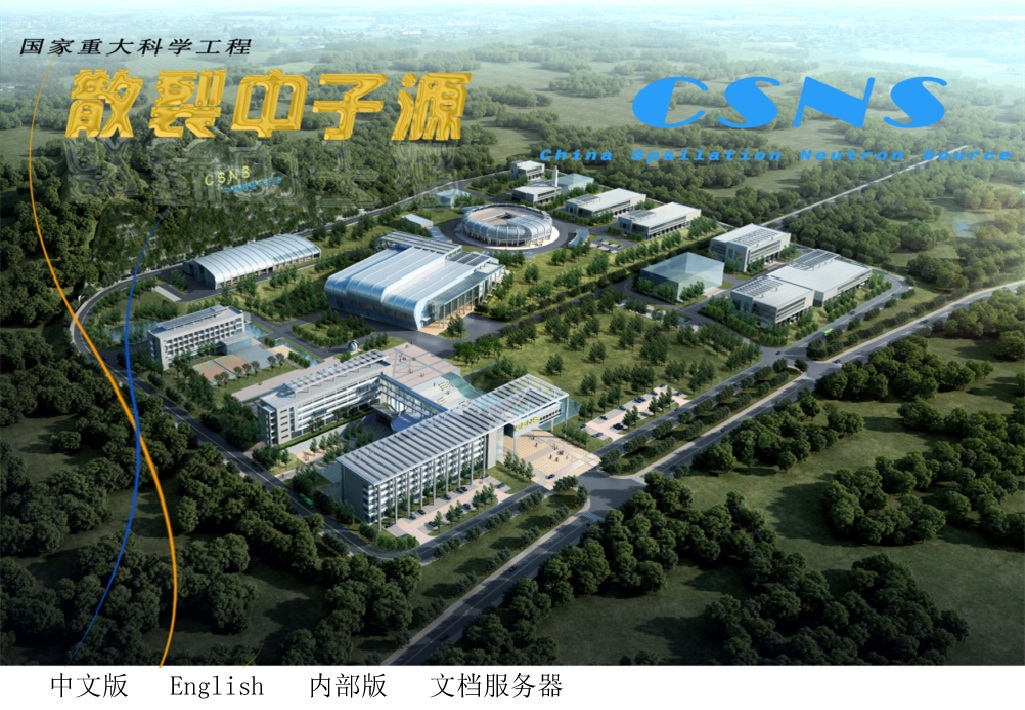 国家重大科学工程
散裂中子源
CSNS
China Spallation Neutron Source
CSNS
中文版 English 内部版 文档服务器